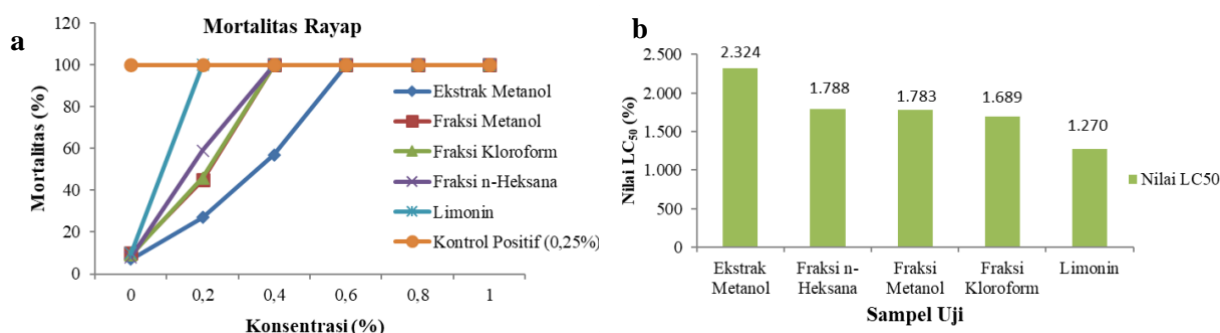 a
Mortalitas Rayap
Mortalitas (%)
120
100
80
60
40
20
0
0
0,2
0,4
0,6
0,8
1
Konsentrasi (%)
Ekstrak Metanol
Fraksi Metanol
Fraksi Kloroform
Fraksi n-Heksana
Limonin
Kontrol Positif (0,25%)
b
Nilai LC₅₀ (%)
2.500
2.000
1.500
1.000
500
0
2.324
1.788
1.783
1.689
1.270
Ekstrak
Metanol
Fraksi n-
Heksana
Fraksi
Metanol
Fraksi
Kloroform
Limonin
Sampel Uji
Nilai LC50